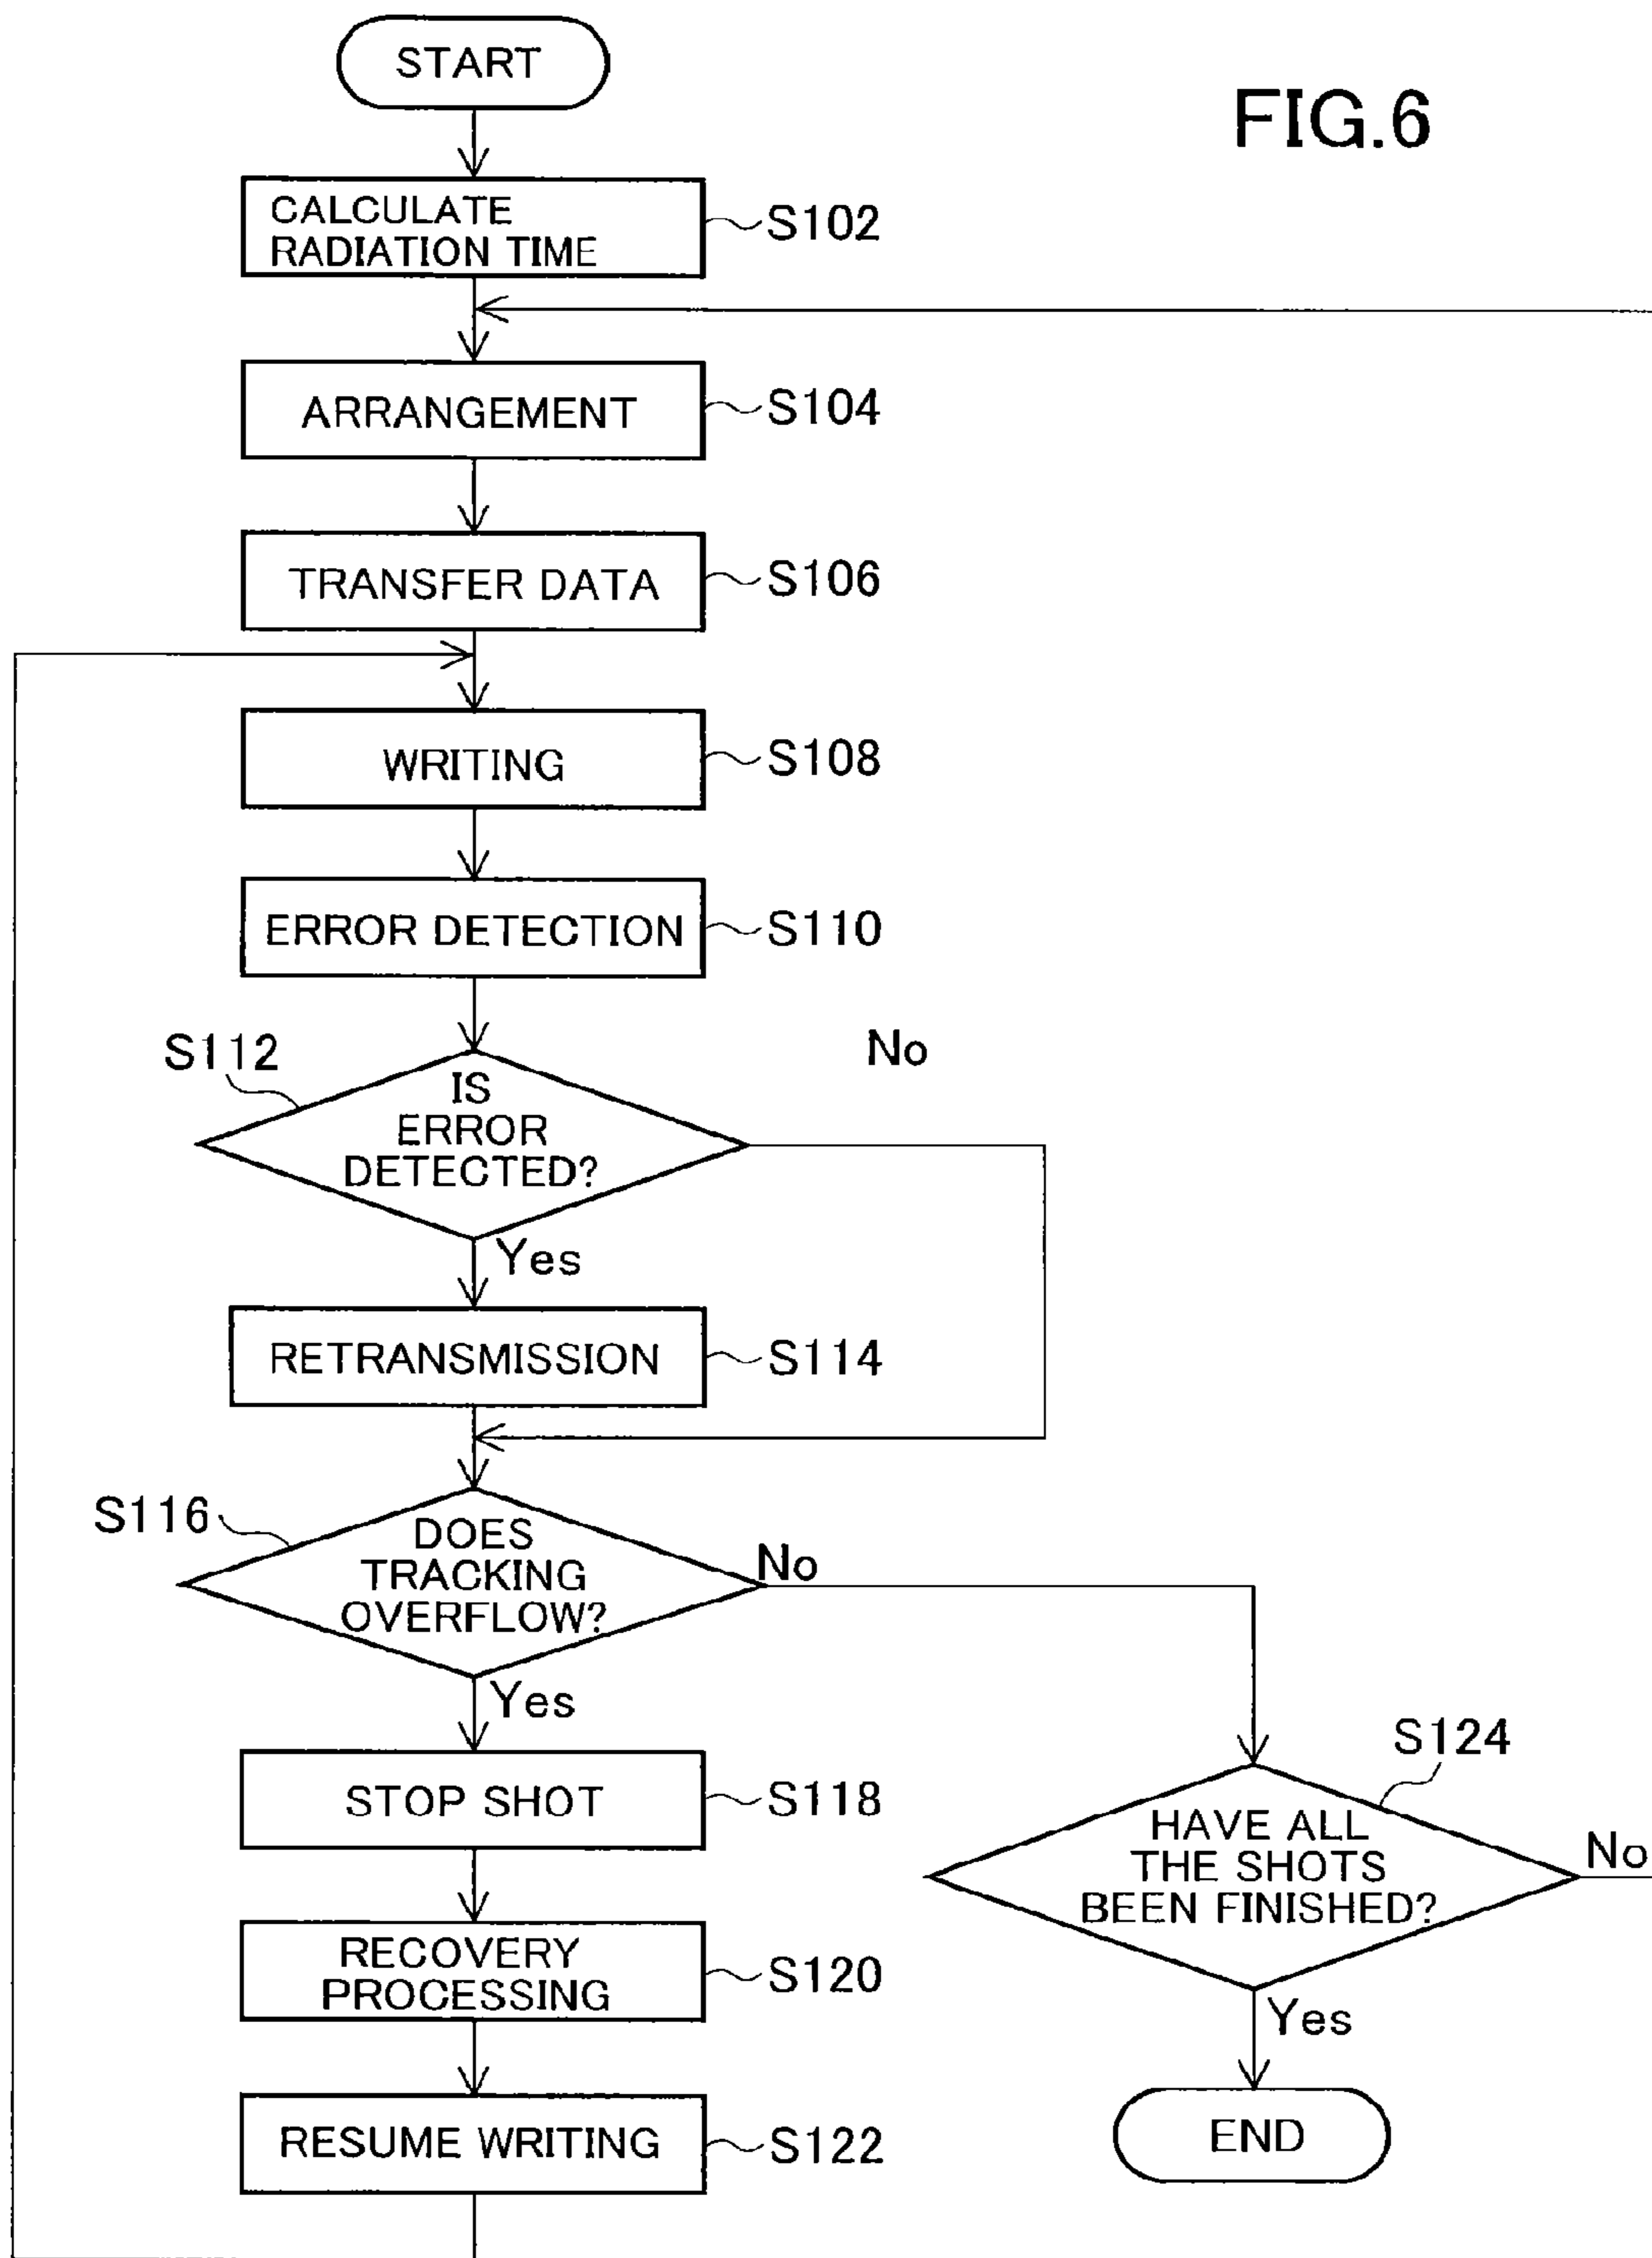 START
FIG.6
CALCULATE
RADIATION TIME
S102
ARRANGEMENT
S104
TRANSFER DATA
S106
WRITING
S108
ERROR DETECTION
S110
S112
IS
ERROR
DETECTED?
No
Yes
RETRANSMISSION
S114
S116
DOES
TRACKING
OVERFLOW?
No
Yes
STOP SHOT
S118
S124
HAVE ALL
THE SHOTS
BEEN FINISHED?
No
RECOVERY
PROCESSING
S120
Yes
RESUME WRITING
S122
END